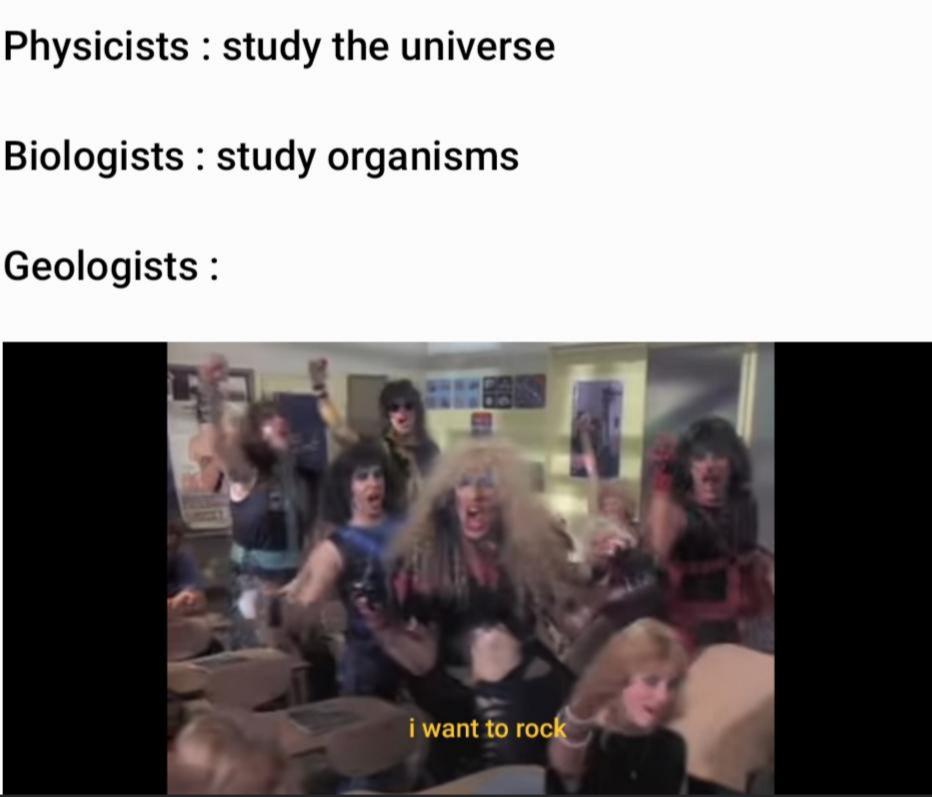 Physicists : study the universe
Biologists : study organisms
Geologists :
i want to rock